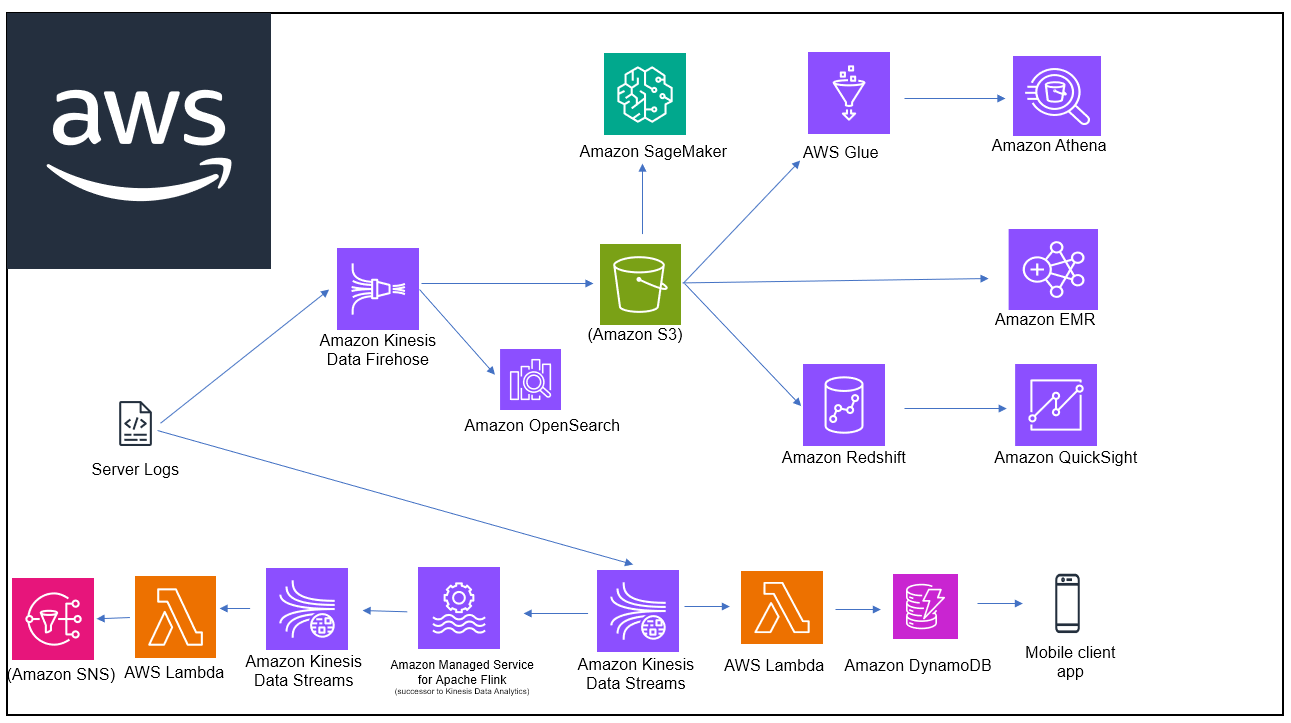 aws
Amazon SageMaker
AWS Glue
Amazon Athena
Amazon Kinesis
Data Firehose
(Amazon S3)
Amazon EMR
Amazon OpenSearch
Server Logs
Amazon Redshift
Amazon QuickSight
(Amazon SNS)
AWS Lambda
Amazon Kinesis
Data Streams
Amazon Managed Service
for Apache Flink
(successor to Kinesis Data Analytics)
Amazon Kinesis
Data Streams
AWS Lambda
Amazon DynamoDB
Mobile client
app